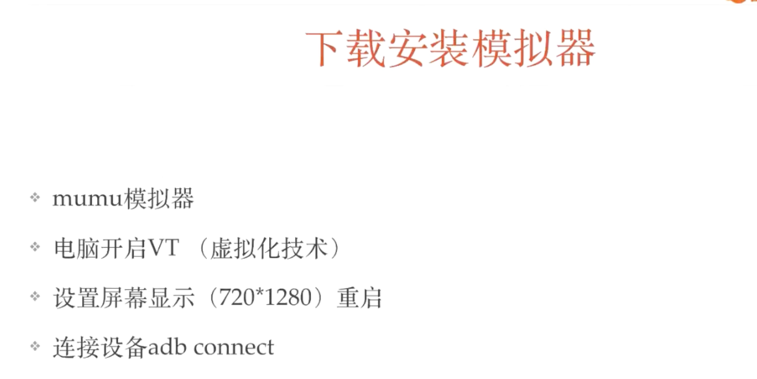 下载安装模拟器
mumu模拟器
电脑开启VT （虚拟化技术）
设置屏幕显示（720*1280）重启
连接设备adb connect